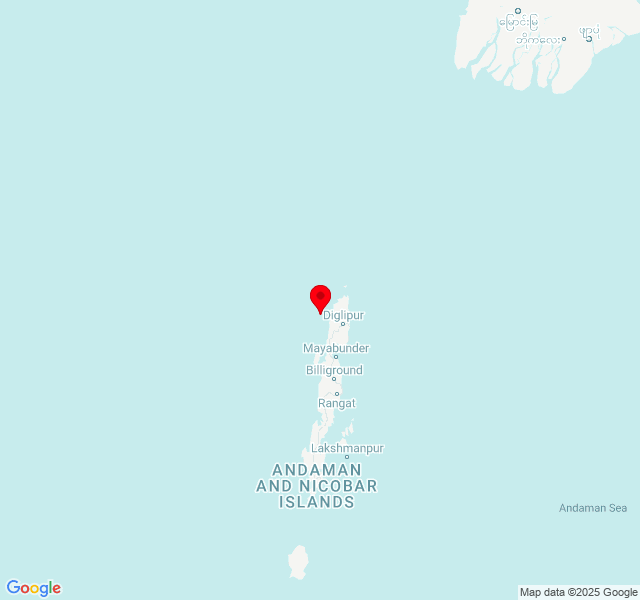 မြောင်းမြ
ဖျာပုံ
ဘိုကလေး
Diglipur
Mayabunder
Billiground
Rangat
Lakshmanpur
ANDAMAN
AND NICOBAR
ISLANDS
Andaman Sea
Google
Map data ©2025 Google